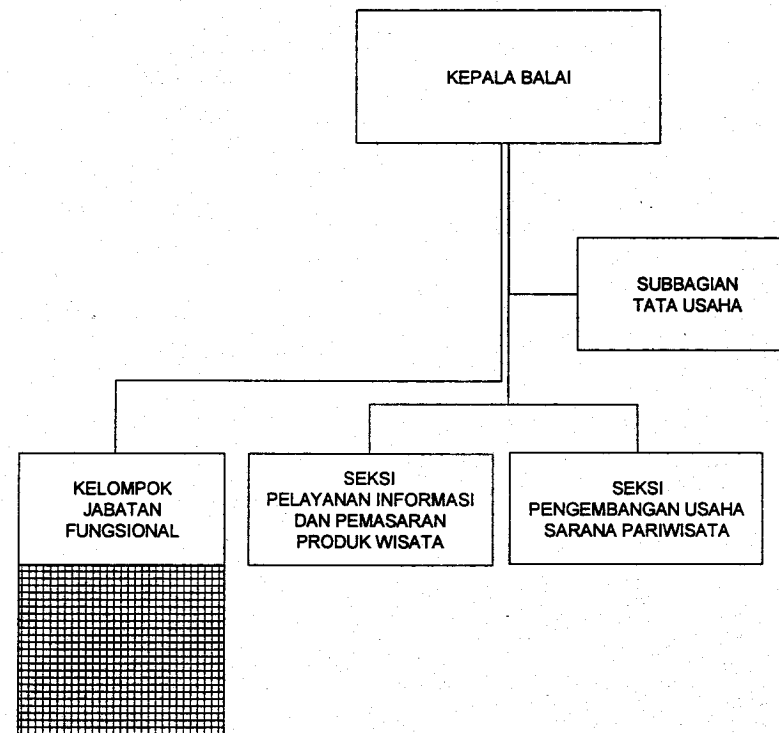 KEPALA BALAI
SUBBAGIAN
TATA USAHA
KELOMPOK
JABATAN
FUNGSIONAL
SEKSI
PELAYANAN INFORMASI
DAN PEMASARAN
PRODUK WISATA
SEKSI
PENGEMBANGAN USAHA
SARANA PARIWISATA